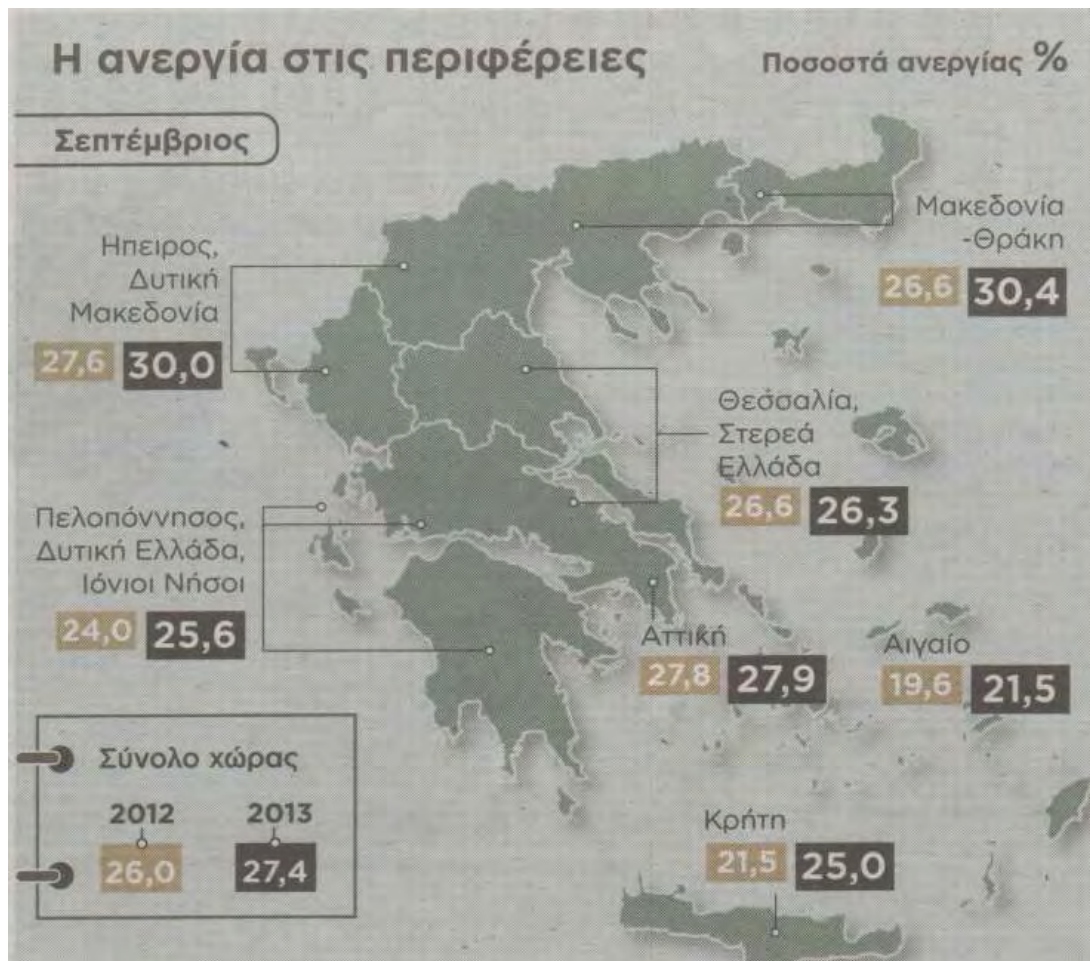 Η ανεργία στις περιφέρειες
Ποσοστά ανεργίας %
Σεπτέμβριος
Μακεδονία
-Θράκη
26,6 30,4
Ηπειρος,
Δυτική
Μακεδονία
27,6 30,0
Θεσσαλία,
Στερεά
Ελλάδα
26,6 26,3
Πελοπόννησος,
Δυτική Ελλάδα,
Ιόνιοι Νήσοι
24,0 25,6
Αττική
27,8 27,9
Αιγαίο
19,6 21,5
Σύνολο χώρας
2012 2013
26,0 27,4
Κρήτη
21,5 25,0